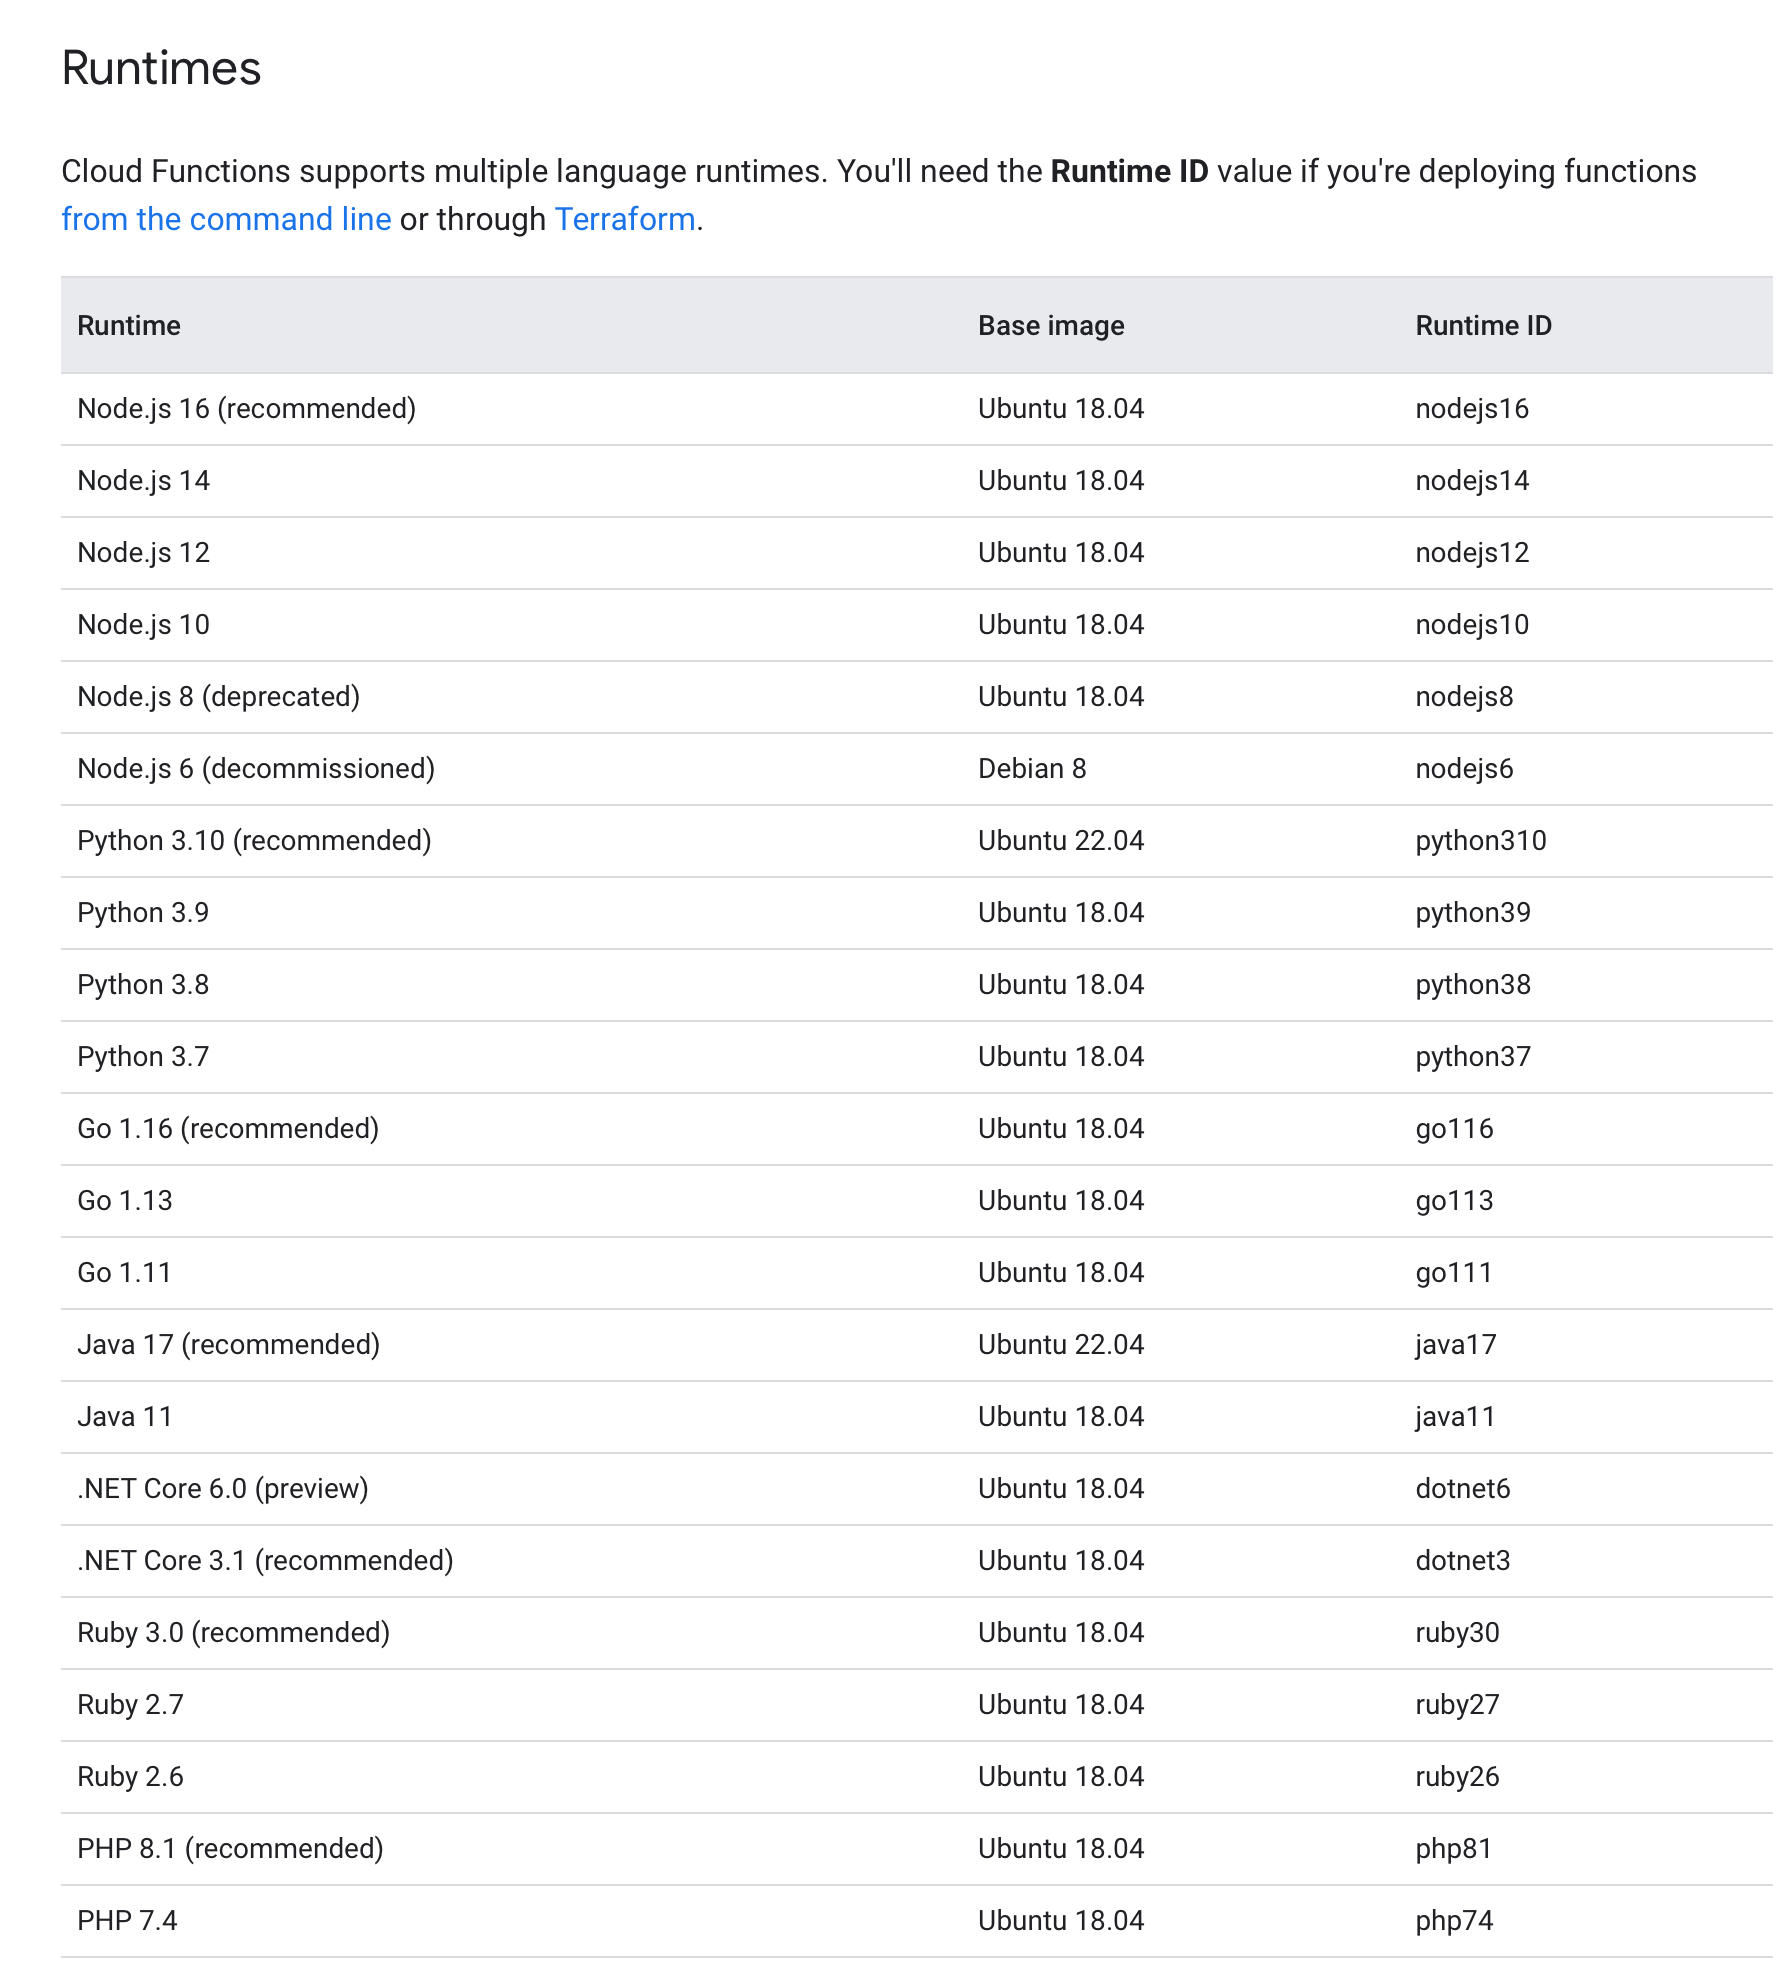 Runtimes
Cloud Functions supports multiple language runtimes. You'll need the Runtime ID value if you're deploying functions
from the command line or through Terraform.
Runtime Base image Runtime ID
Node.js 16 (recommended) Ubuntu 18.04 nodejs16
Node.js 14 Ubuntu 18.04 nodejs14
Node.js 12 Ubuntu 18.04 nodejs12
Node.js 10 Ubuntu 18.04 nodejs10
Node.js 8 (deprecated) Ubuntu 18.04 nodejs8
Node.js 6 (decommissioned) Debian 8 nodejs6
Python 3.10 (recommended) Ubuntu 22.04 python310
Python 3.9 Ubuntu 18.04 python39
Python 3.8 Ubuntu 18.04 python38
Python 3.7 Ubuntu 18.04 python37
Go 1.16 (recommended) Ubuntu 18.04 go116
Go 1.13 Ubuntu 18.04 go113
Go 1.11 Ubuntu 18.04 go111
Java 17 (recommended) Ubuntu 22.04 java17
Java 11 Ubuntu 18.04 java11
.NET Core 6.0 (preview) Ubuntu 18.04 dotnet6
.NET Core 3.1 (recommended) Ubuntu 18.04 dotnet3
Ruby 3.0 (recommended) Ubuntu 18.04 ruby30
Ruby 2.7 Ubuntu 18.04 ruby27
Ruby 2.6 Ubuntu 18.04 ruby26
PHP 8.1 (recommended) Ubuntu 18.04 php81
PHP 7.4 Ubuntu 18.04 php74